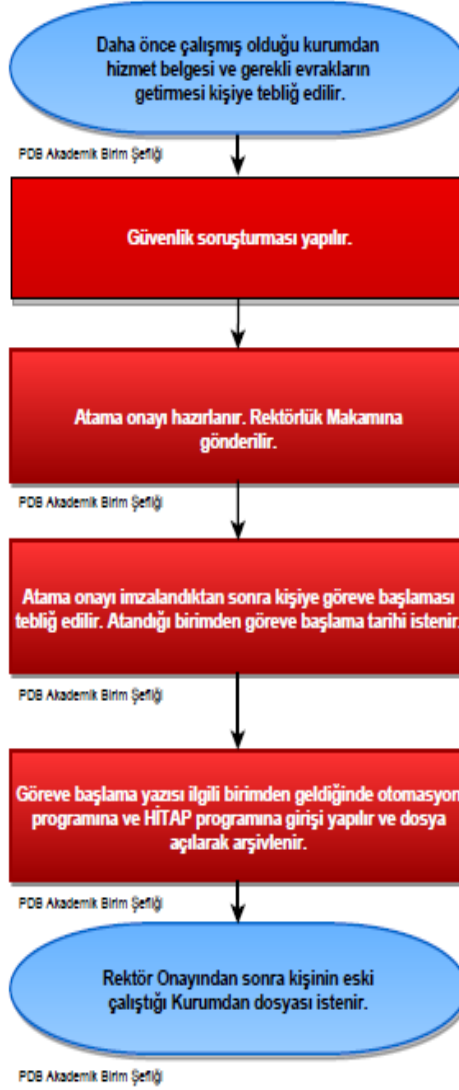 Daha önce çalışmış olduğu kurumdan
hizmet belgesi ve gerekli evrakların
getirmesi kişiye tebliğ edilir.
PDB Akademik Birim Şefliği
Güvenlik soruşturması yapılır.
Atama onayı hazırlanır. Rektörlük Makamına
gönderilir.
PDB Akademik Birim Şefliği
Atama onayı imzalandıktan sonra kişiye göreve başlaması
tebliğ edilir. Atandığı birimden göreve başlama tarihi istenir.
PDB Akademik Birim Şefliği
Göreve başlama yazısı ilgili birimden geldiğinde otomasyon
programına ve HİTAP programına girişi yapılır ve dosya
açılarak arşivlenir.
PDB Akademik Birim Şefliği
Rektör Onayından sonra kişinin eski
çalıştığı Kurumdan dosyası istenir.
PDB Akademik Birim Şefliği